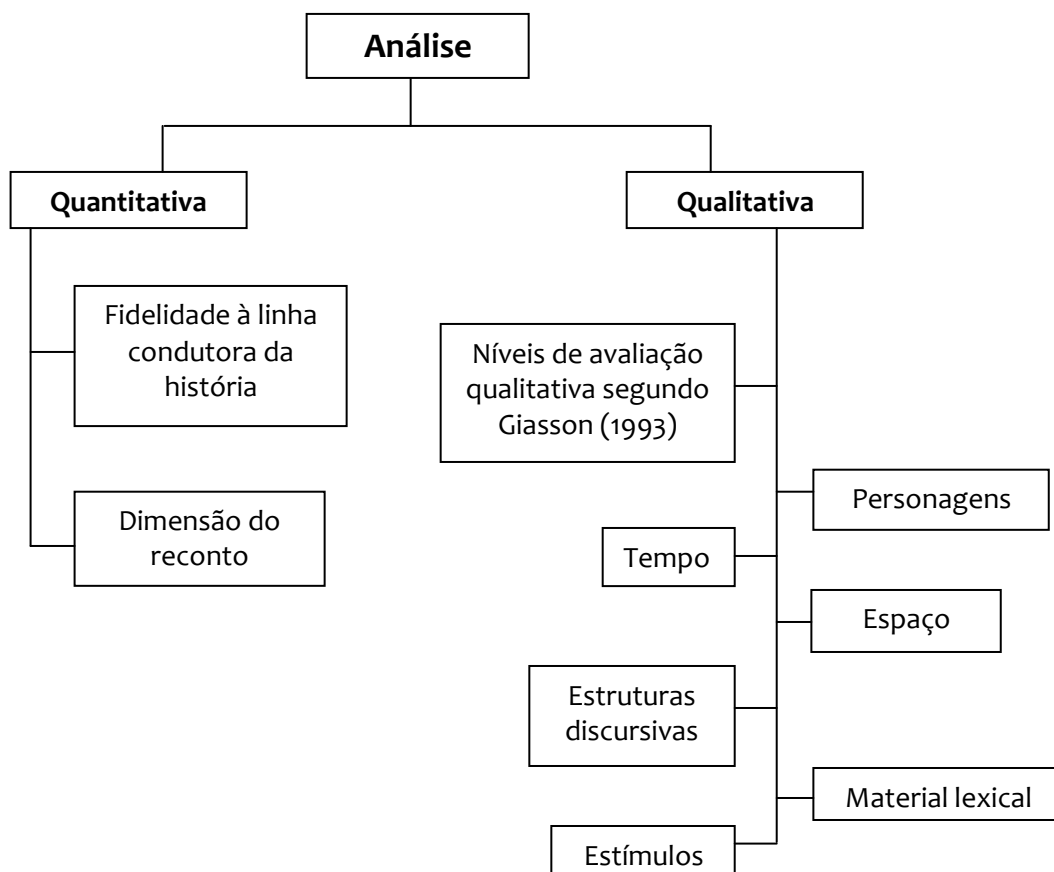 Análise
Quantitativa
Qualitativa
Fidelidade à linha
condutora da
história
Dimensão do
reconto
Níveis de avaliação
qualitativa segundo
Giasson (1993)
Personagens
Tempo
Espaço
Estruturas
discursivas
Material lexical
Estímulos